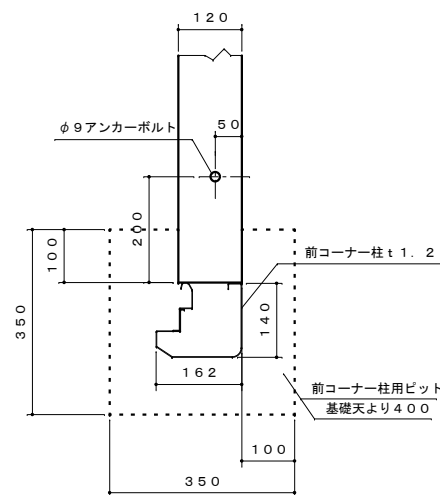 １２０
５０
φ９アンカーボルト
２００
１００
３５０
前コーナー柱ｔ１．２
１４０
１６２
前コーナー柱用ピット
基礎天より４００
１００
３５０